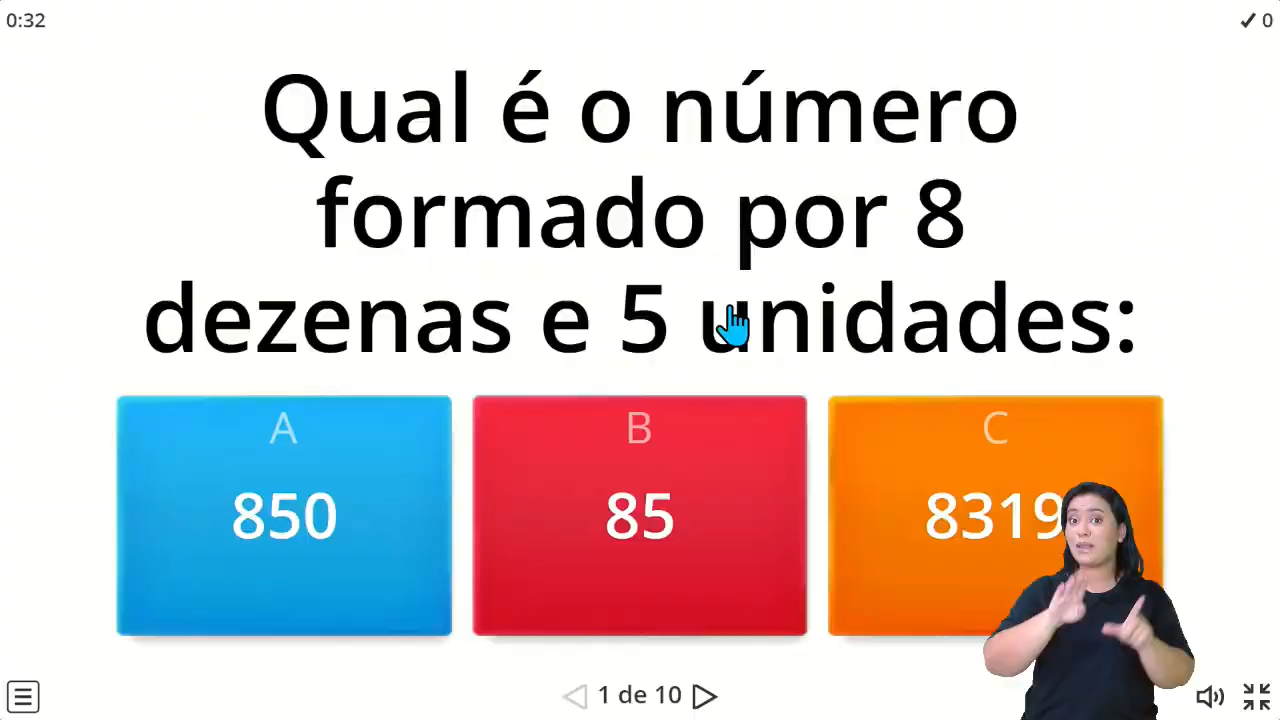 0:32
✓ 0
Qual é o número
formado por 8
dezenas e 5 unidades:
A
B
C
850
85
8319
1 de 10